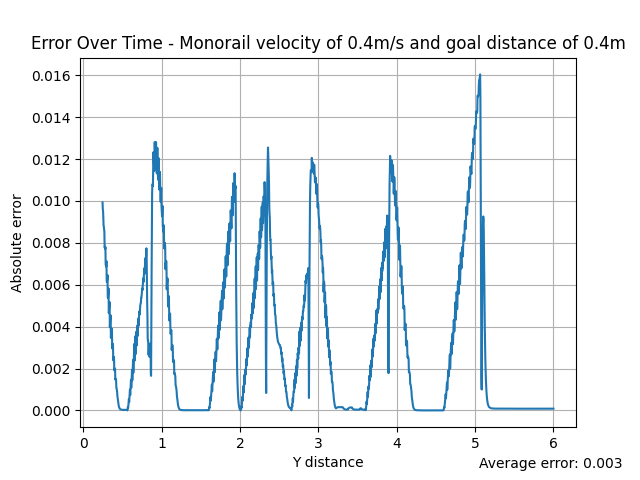 Error Over Time - Monorail velocity of 0.4m/s and goal distance of 0.4m
0.016
0.014
0.012
0.010
0.008
0.006
0.004
0.002
0.000
Absolute error
0 1 2 3 4 5 6
Y distance
Average error: 0.003